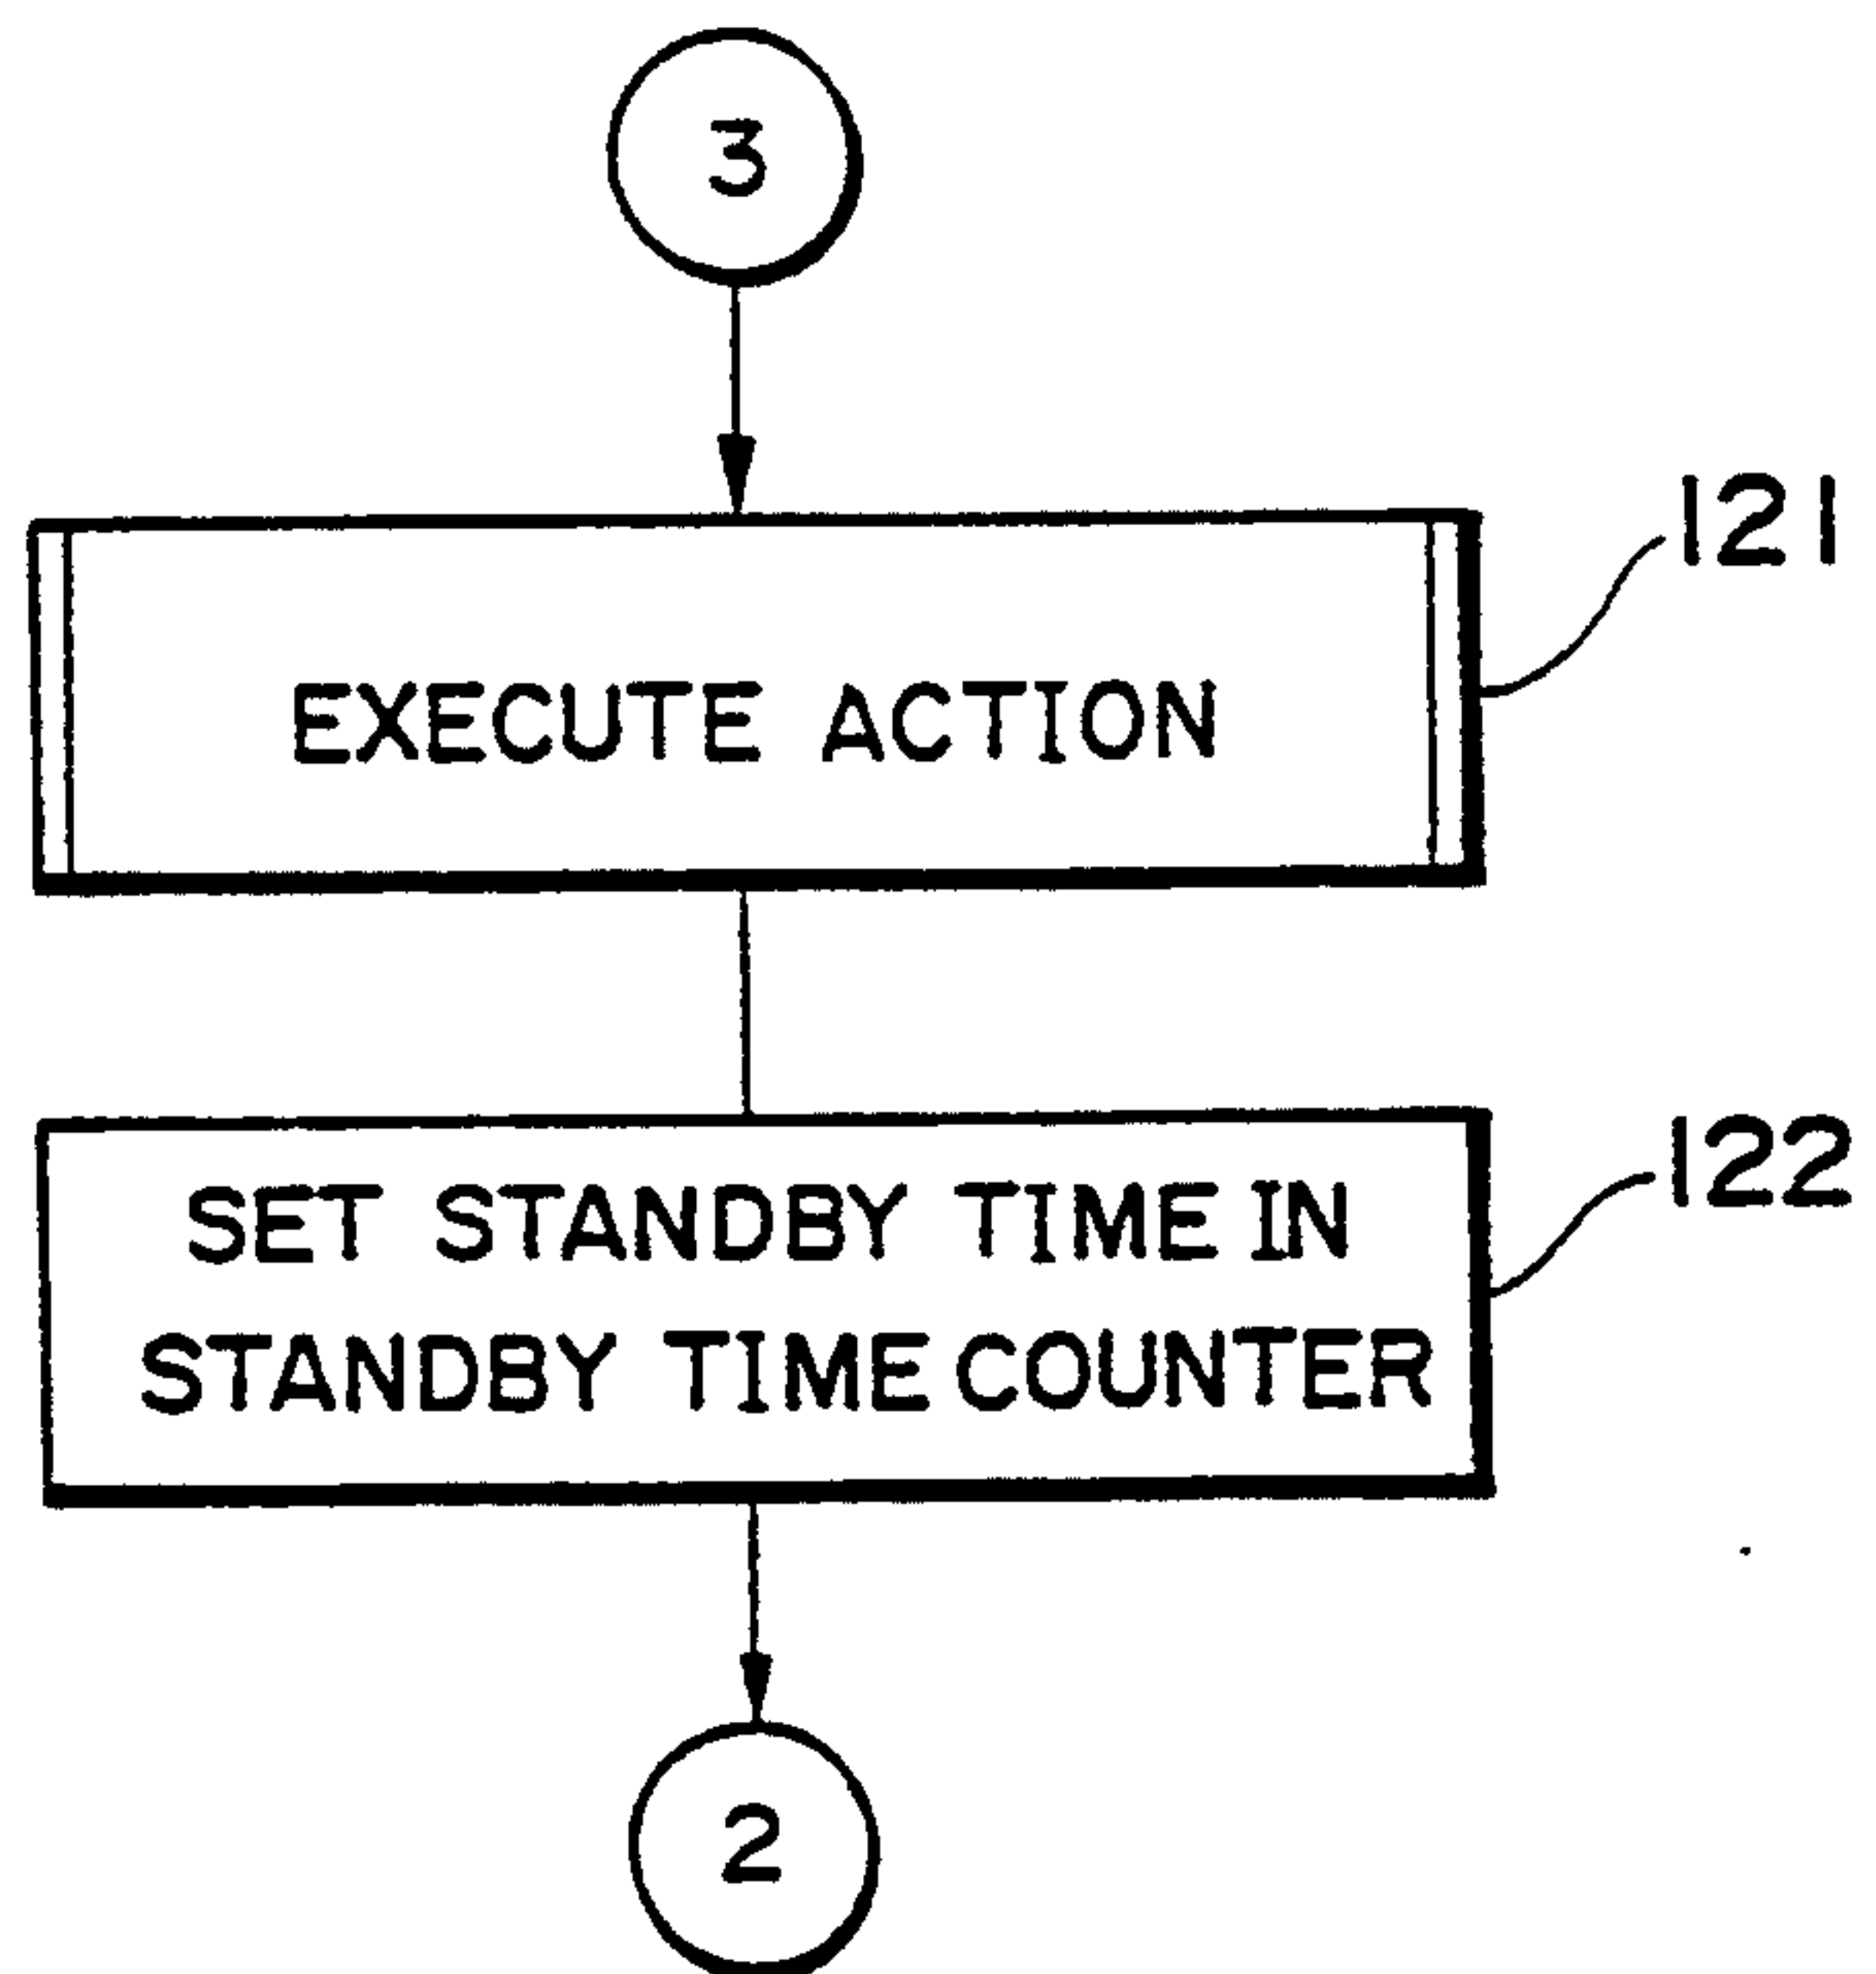 3
121
EXECUTE ACTION
122
SET STANDBY TIME IN
STANDBY TIME COUNTER
2